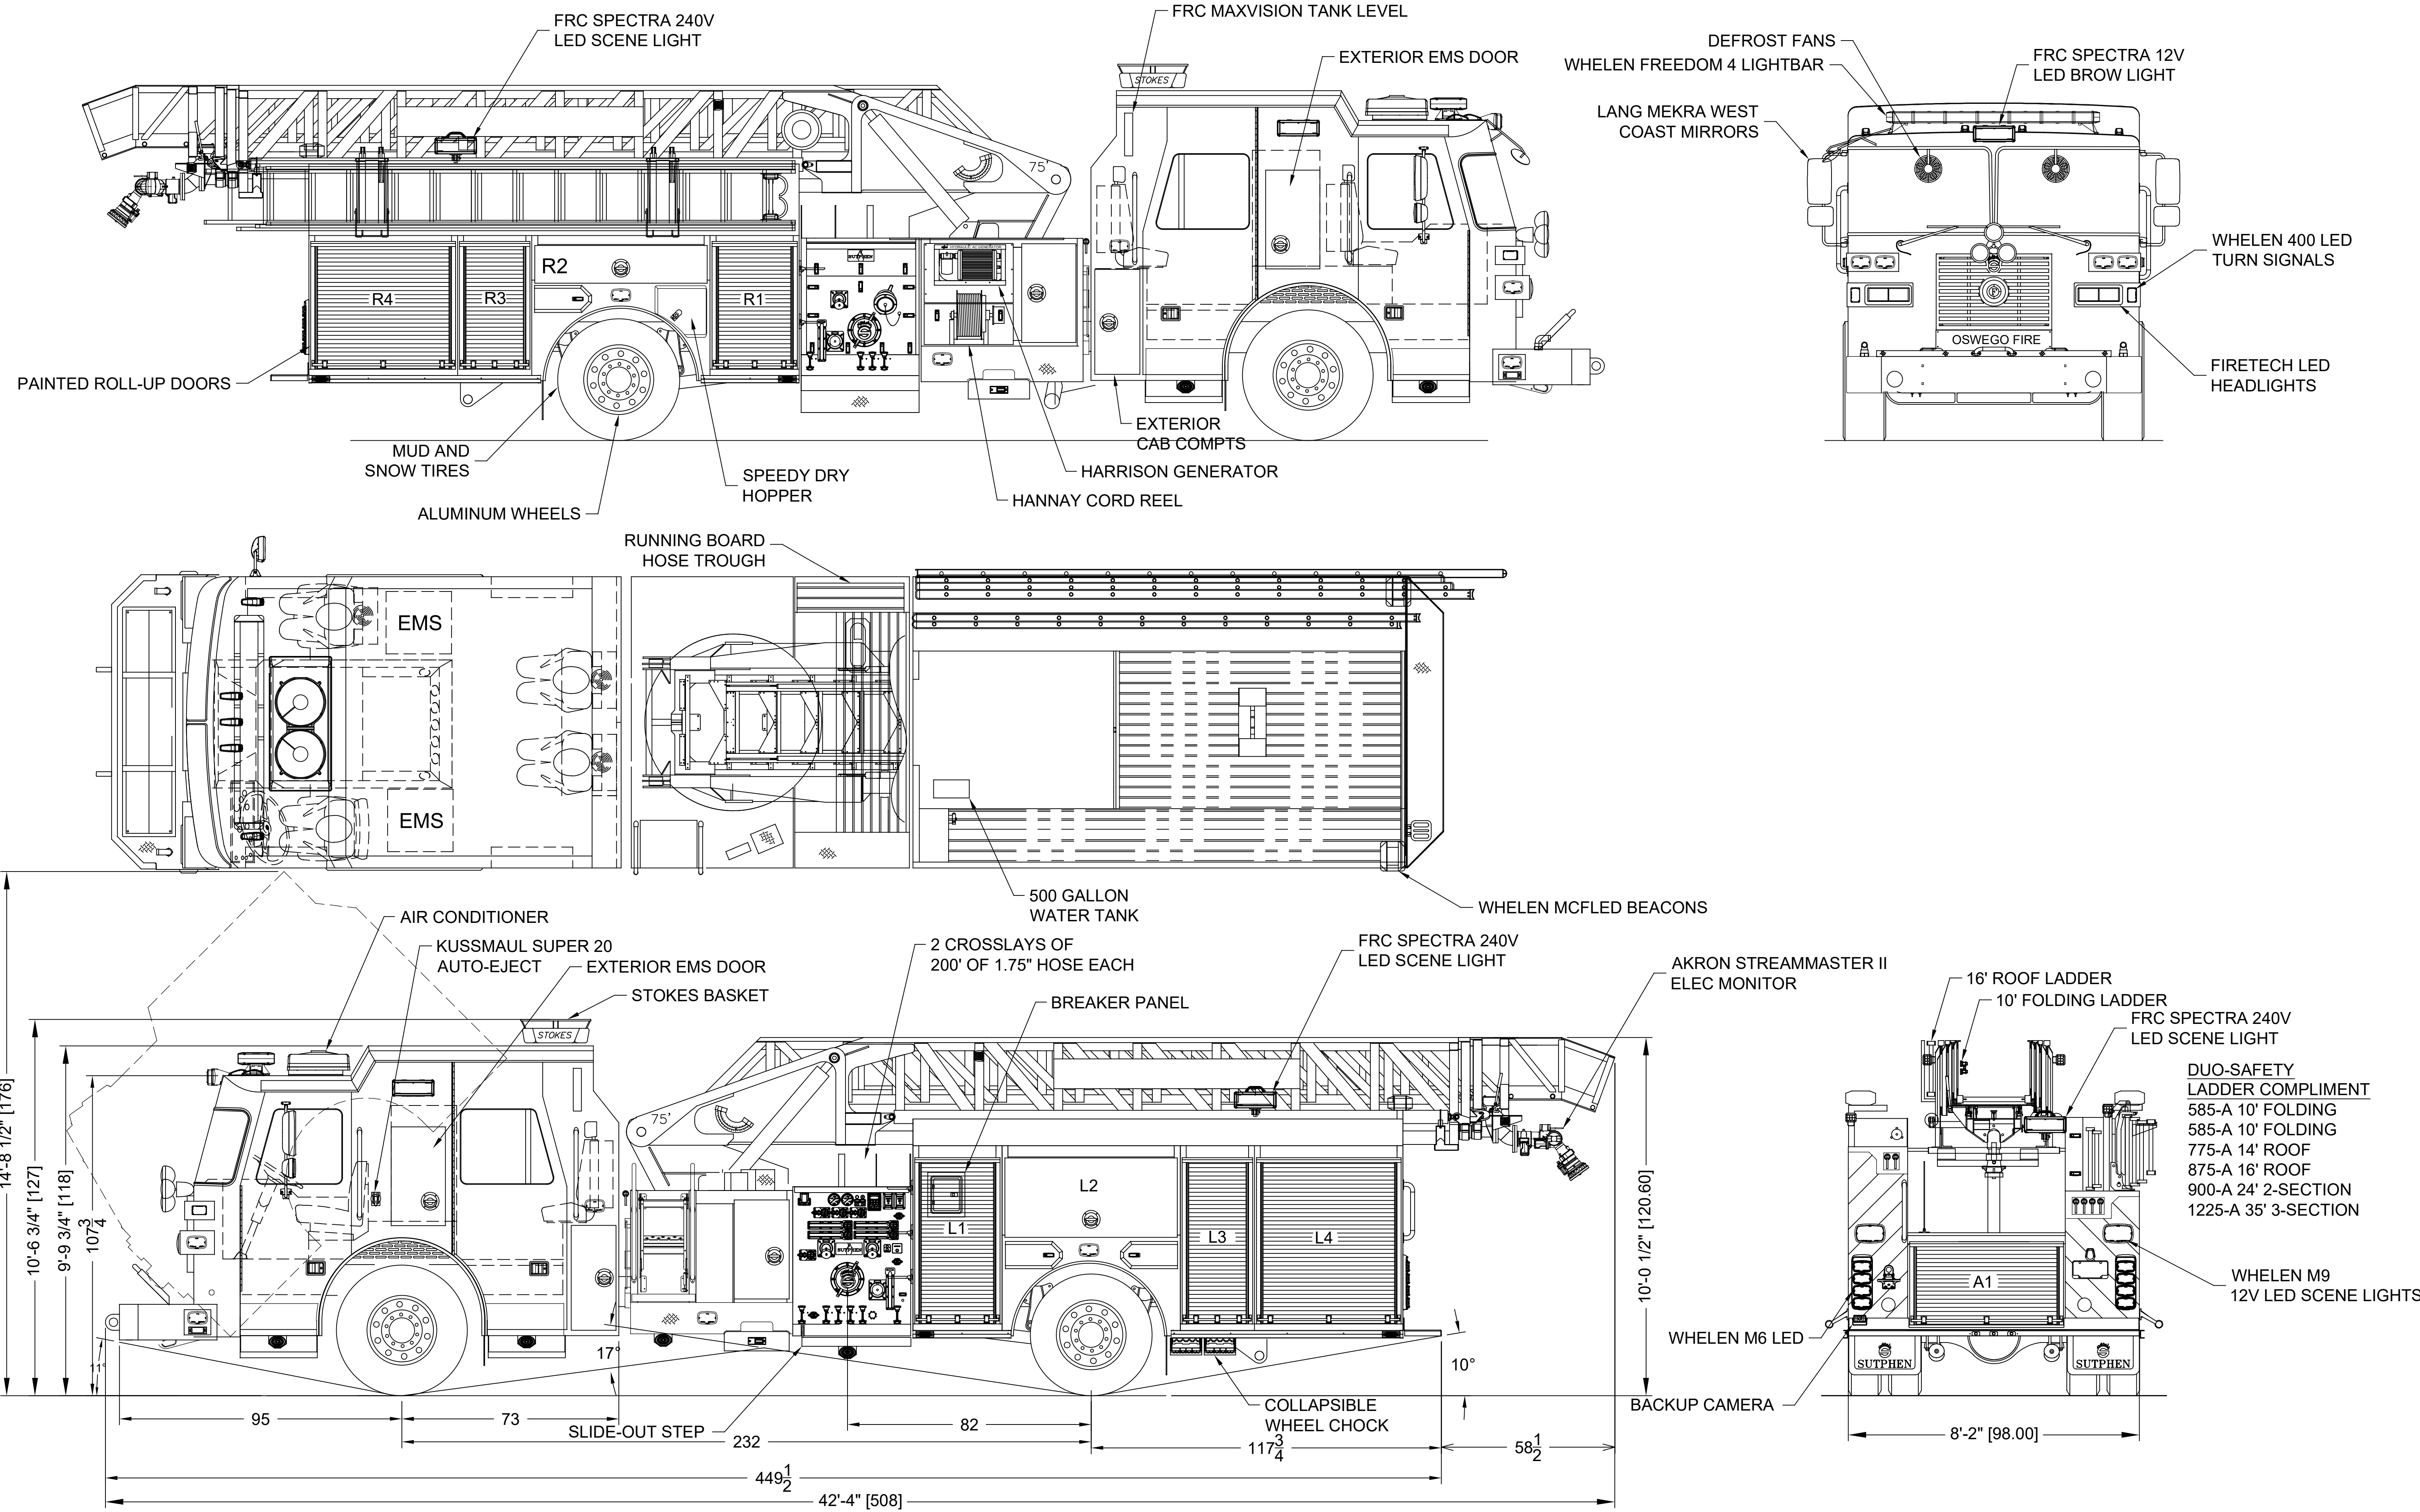 FRC SPECTRA 240V
LED SCENE LIGHT
FRC MAXVISION TANK LEVEL
EXTERIOR EMS DOOR
STOKES
75'
R4
R3
R2
R1
SUTPHEN
PAINTED ROLL-UP DOORS
MUD AND
SNOW TIRES
ALUMINUM WHEELS
SPEEDY DRY
HOPPER
EXTERIOR
CAB COMPTS
HARRISON GENERATOR
HANNAY CORD REEL
DEFROST FANS
WHELEN FREEDOM 4 LIGHTBAR
FRC SPECTRA 12V
LED BROW LIGHT
LANG MEKRA WEST
COAST MIRRORS
WHELEN 400 LED
TURN SIGNALS
OSWEGO FIRE
FIRETECH LED
HEADLIGHTS
RUNNING BOARD
HOSE TROUGH
EMS
EMS
500 GALLON
WATER TANK
WHELEN MCFLED BEACONS
AIR CONDITIONER
KUSSMAUL SUPER 20
AUTO-EJECT
EXTERIOR EMS DOOR
STOKES BASKET
STOKES
2 CROSSLAYS OF
200' OF 1.75" HOSE EACH
BREAKER PANEL
FRC SPECTRA 240V
LED SCENE LIGHT
AKRON STREAMMASTER II
ELEC MONITOR
75'
SUTPHEN
L1
L2
L3
L4
14'-8 1/2" [176]
10'-6 3/4" [127]
9'-9 3/4" [118]
107 3/4
11°
17°
10°
10'-0 1/2" [120.60]
SLIDE-OUT STEP
COLLAPSIBLE
WHEEL CHOCK
95
73
82
232
117 3/4
58 1/2
449 1/2
42'-4" [508]
16' ROOF LADDER
10' FOLDING LADDER
FRC SPECTRA 240V
LED SCENE LIGHT
DUO-SAFETY
LADDER COMPLIMENT
585-A 10' FOLDING
585-A 10' FOLDING
775-A 14' ROOF
875-A 16' ROOF
900-A 24' 2-SECTION
1225-A 35' 3-SECTION
A1
WHELEN M9
12V LED SCENE LIGHTS
WHELEN M6 LED
BACKUP CAMERA
SUTPHEN
SUTPHEN
8'-2" [98.00]